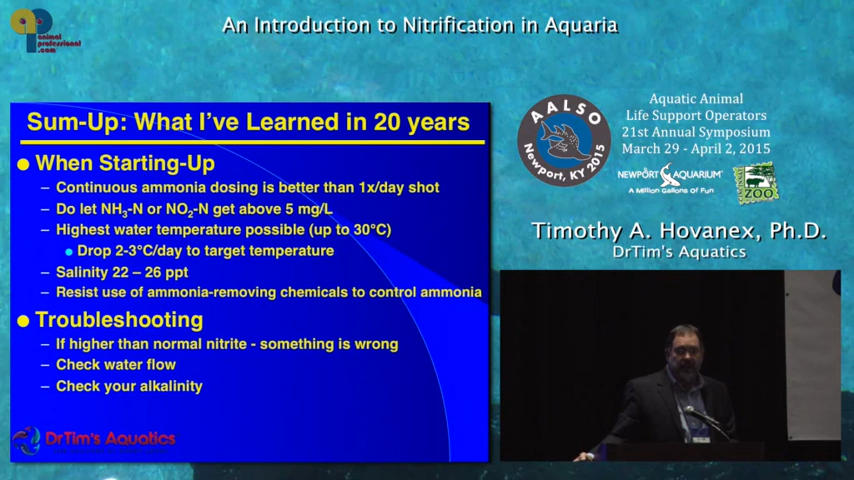 An Introduction to Nitrification in Aquaria
animal
professional
.com
Sum-Up: What I've Learned in 20 years
When Starting-Up
– Continuous ammonia dosing is better than 1x/day shot
– Do let NH3-N or NO2-N get above 5 mg/L
– Highest water temperature possible (up to 30°C)
Drop 2-3°C/day to target temperature
– Salinity 22 – 26 ppt
– Resist use of ammonia-removing chemicals to control ammonia
Troubleshooting
– If higher than normal nitrite - something is wrong
– Check water flow
– Check your alkalinity
DrTim's Aquatics
AALSO
Newport, KY 2015
Aquatic Animal
Life Support Operators
21st Annual Symposium
March 29 - April 2, 2015
NEWPORT AQUARIUM
A Million Gallons of Fun
ZOO
Timothy A. Hovanex, Ph.D.
DrTim's Aquatics